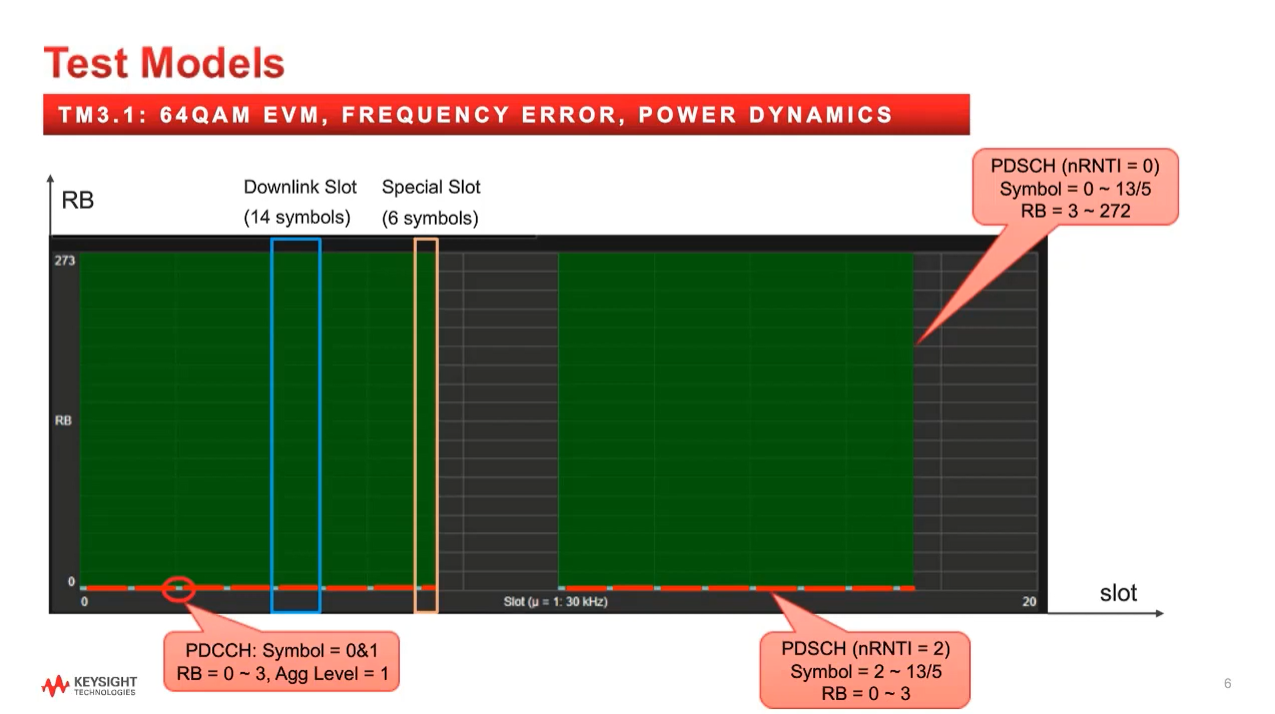 Test Models
TM3.1: 64QAM EVM, FREQUENCY ERROR, POWER DYNAMICS
RB
Downlink Slot
(14 symbols)
Special Slot
(6 symbols)
PDSCH (nRNTI = 0)
Symbol = 0 ~ 13/5
RB = 3 ~ 272
273
RB
0
0
Slot (μ = 1: 30 kHz)
20
slot
PDCCH: Symbol = 0&1
RB = 0 ~ 3, Agg Level = 1
PDSCH (nRNTI = 2)
Symbol = 2 ~ 13/5
RB = 0 ~ 3
KEYSIGHT
TECHNOLOGIES
6